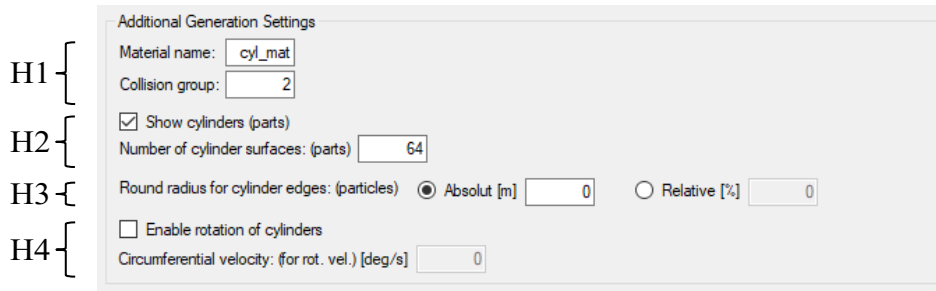 Additional Generation Settings
H1
Material name: cyl_mat
Collision group: 2
H2
Show cylinders (parts)
Number of cylinder surfaces: (parts) 64
H3
Round radius for cylinder edges: (particles) Absolut [m] 0 Relative [%] 0
H4
Enable rotation of cylinders
Circumferential velocity: (for rot. vel.) [deg/s] 0